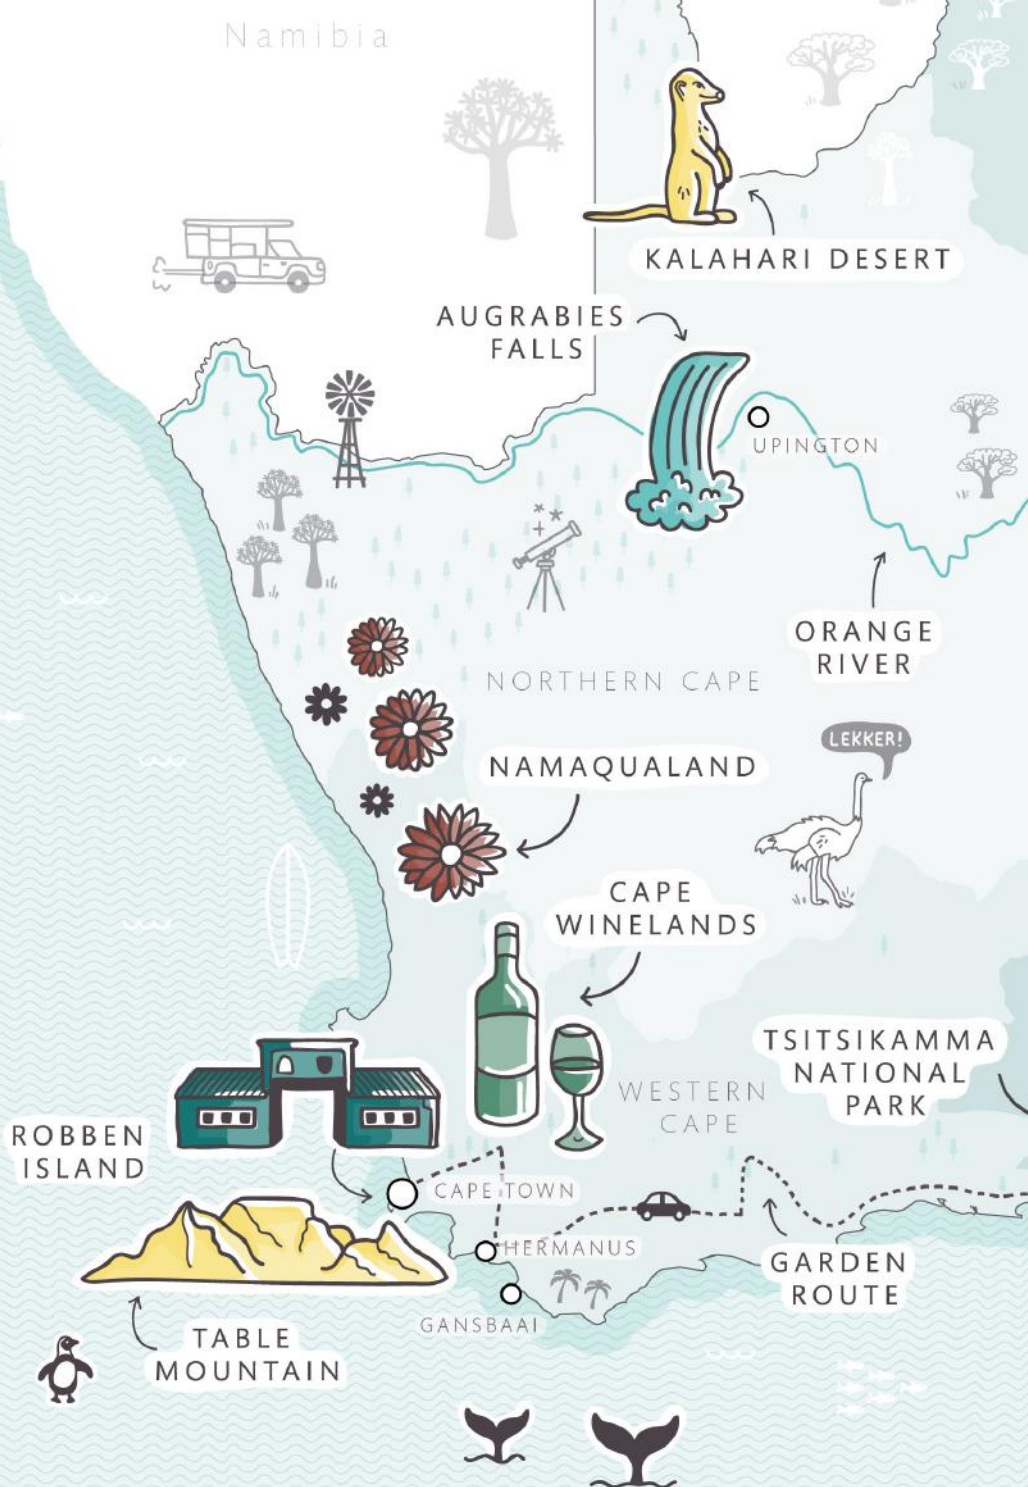 Namibia
KALAHARI DESERT
AUGRABIES
FALLS
UPINGTON
ORANGE
RIVER
NORTHERN CAPE
LEKKER!
NAMAQUALAND
CAPE
WINELANDS
TSITSIKAMMA
NATIONAL
PARK
WESTERN
CAPE
ROBBEN
ISLAND
CAPE TOWN
HERMANUS
GARDEN
ROUTE
GANSBAAI
TABLE
MOUNTAIN